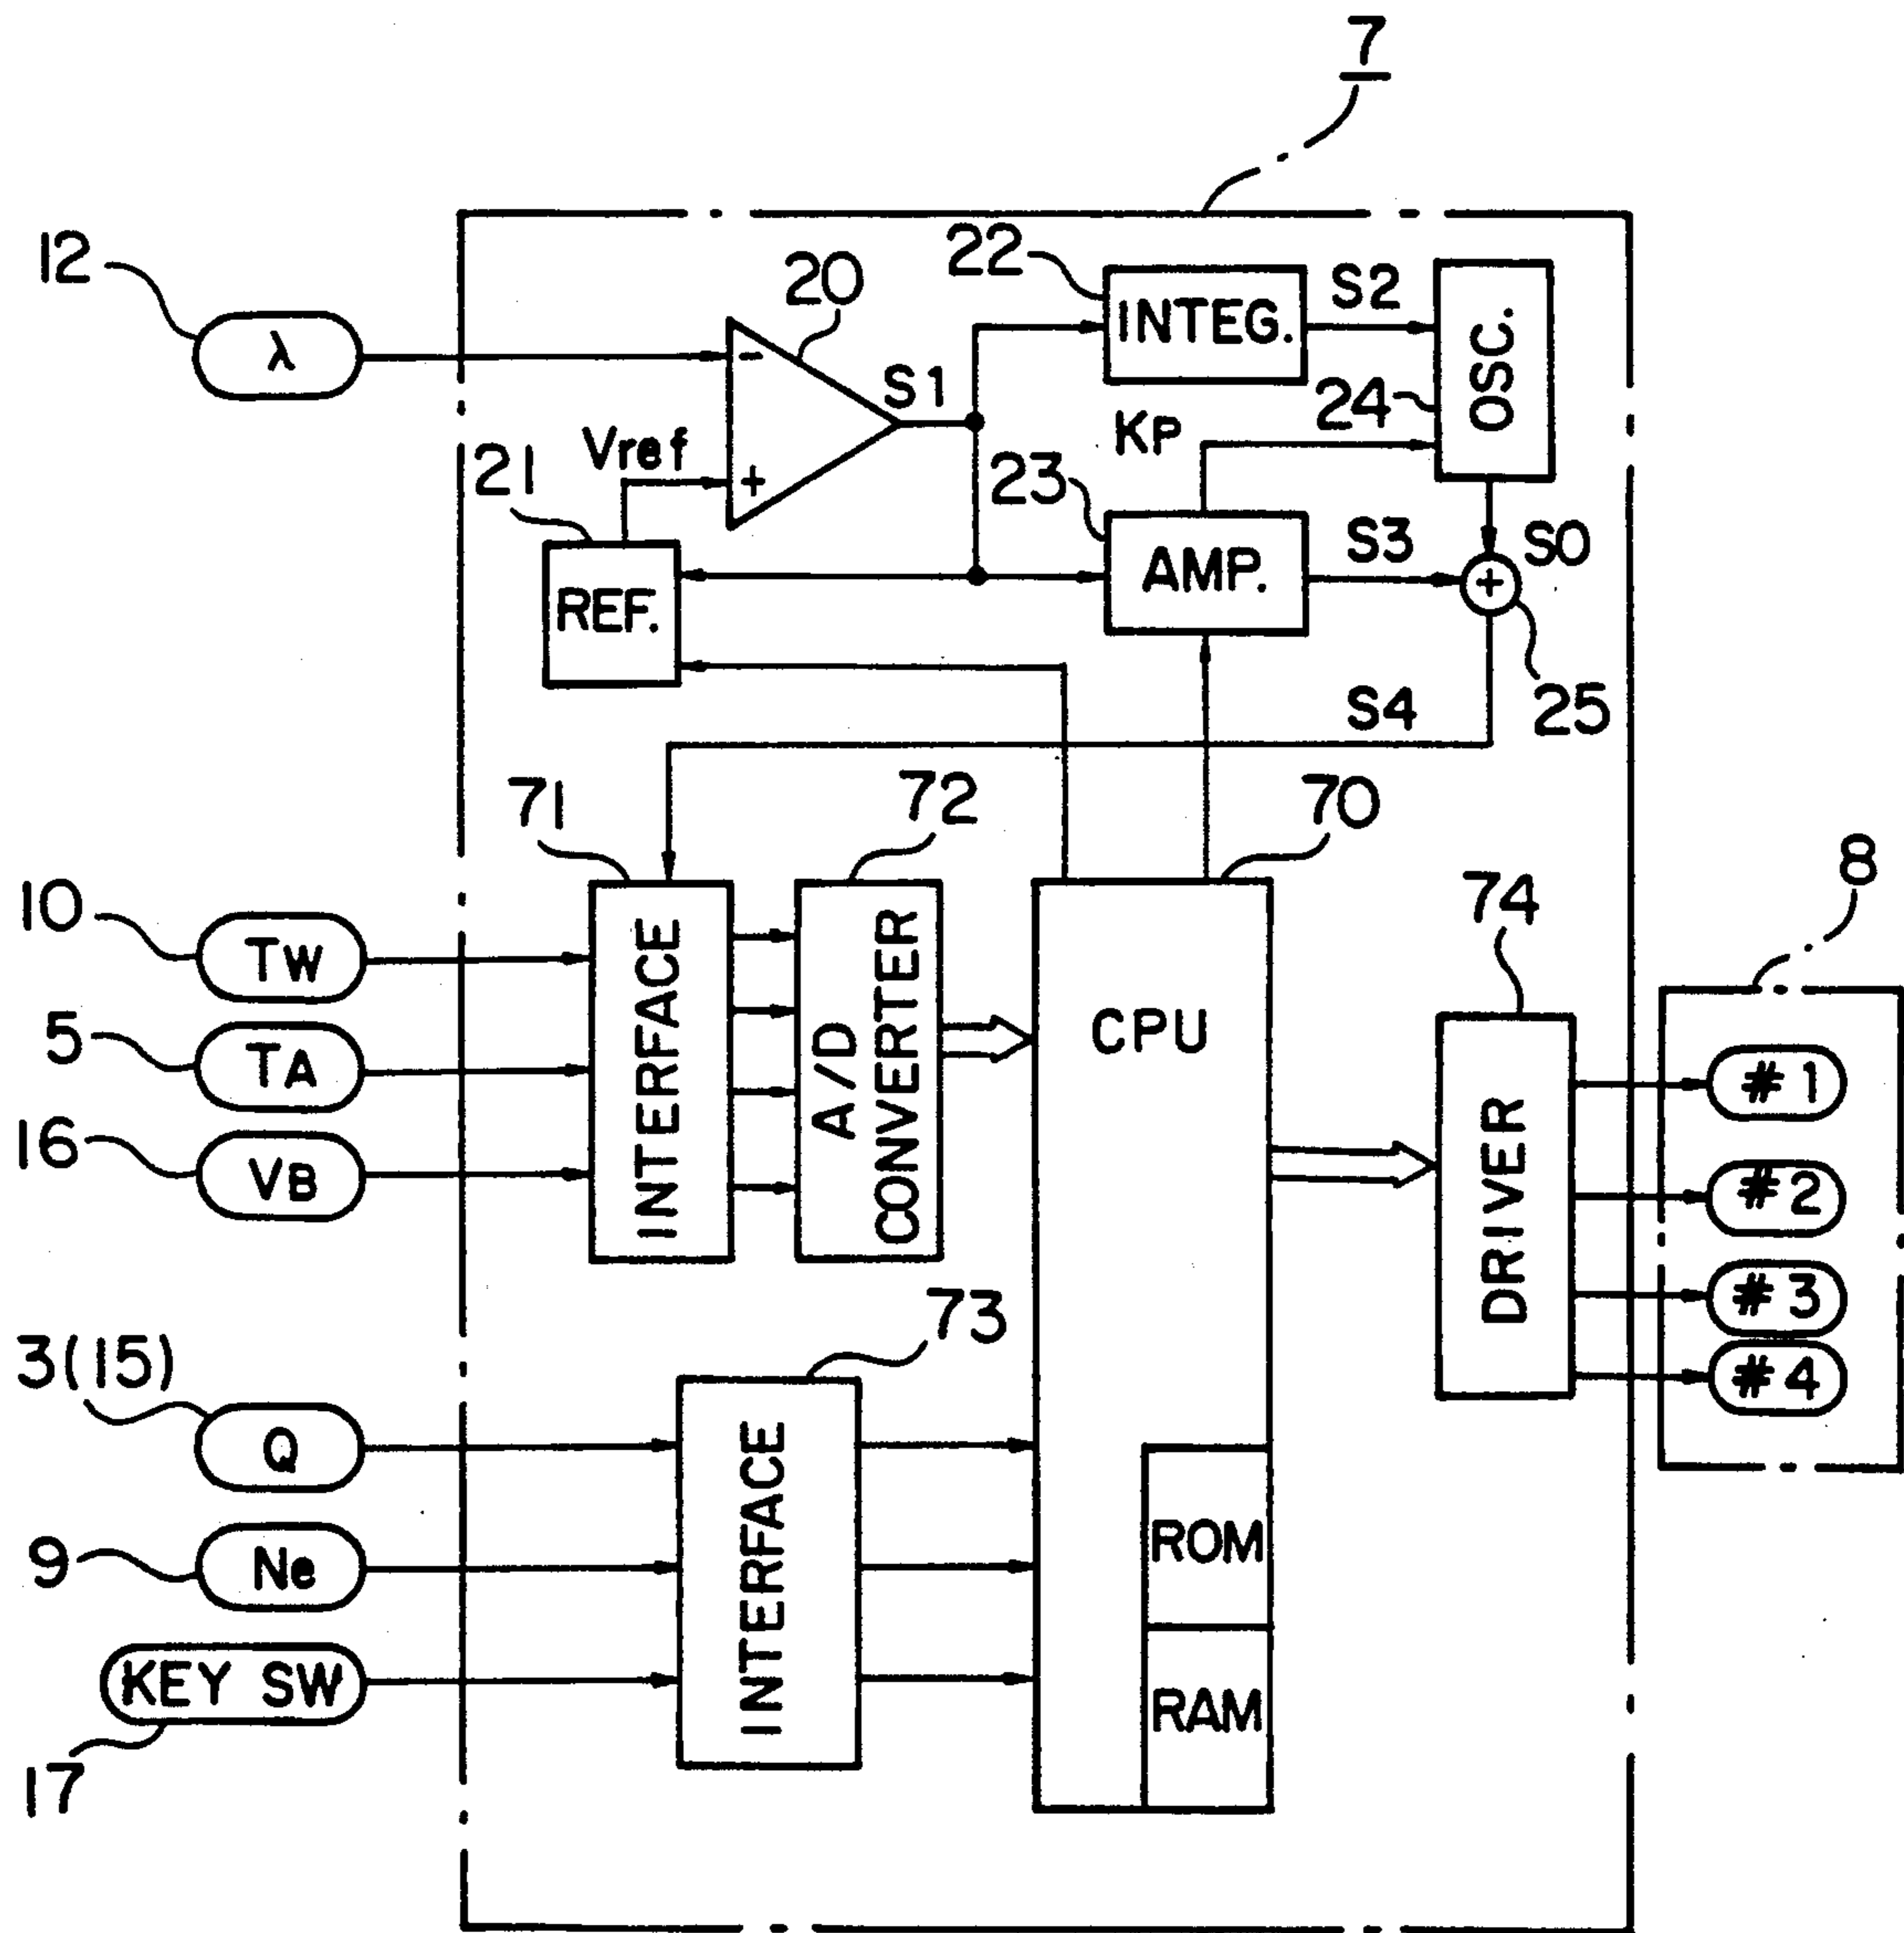 7
12
λ
20
-
+
Vref
21
REF.
S1
22
INTEG.
S2
OSC.
24
KP
23
AMP.
S3
S0
+
25
S4
71
72
70
10
TW
5
TA
16
VB
INTERFACE
A/D
CONVERTER
CPU
74
DRIVER
8
#1
#2
#3
#4
73
3(15)
Q
9
Ne
KEY SW
17
INTERFACE
ROM
RAM